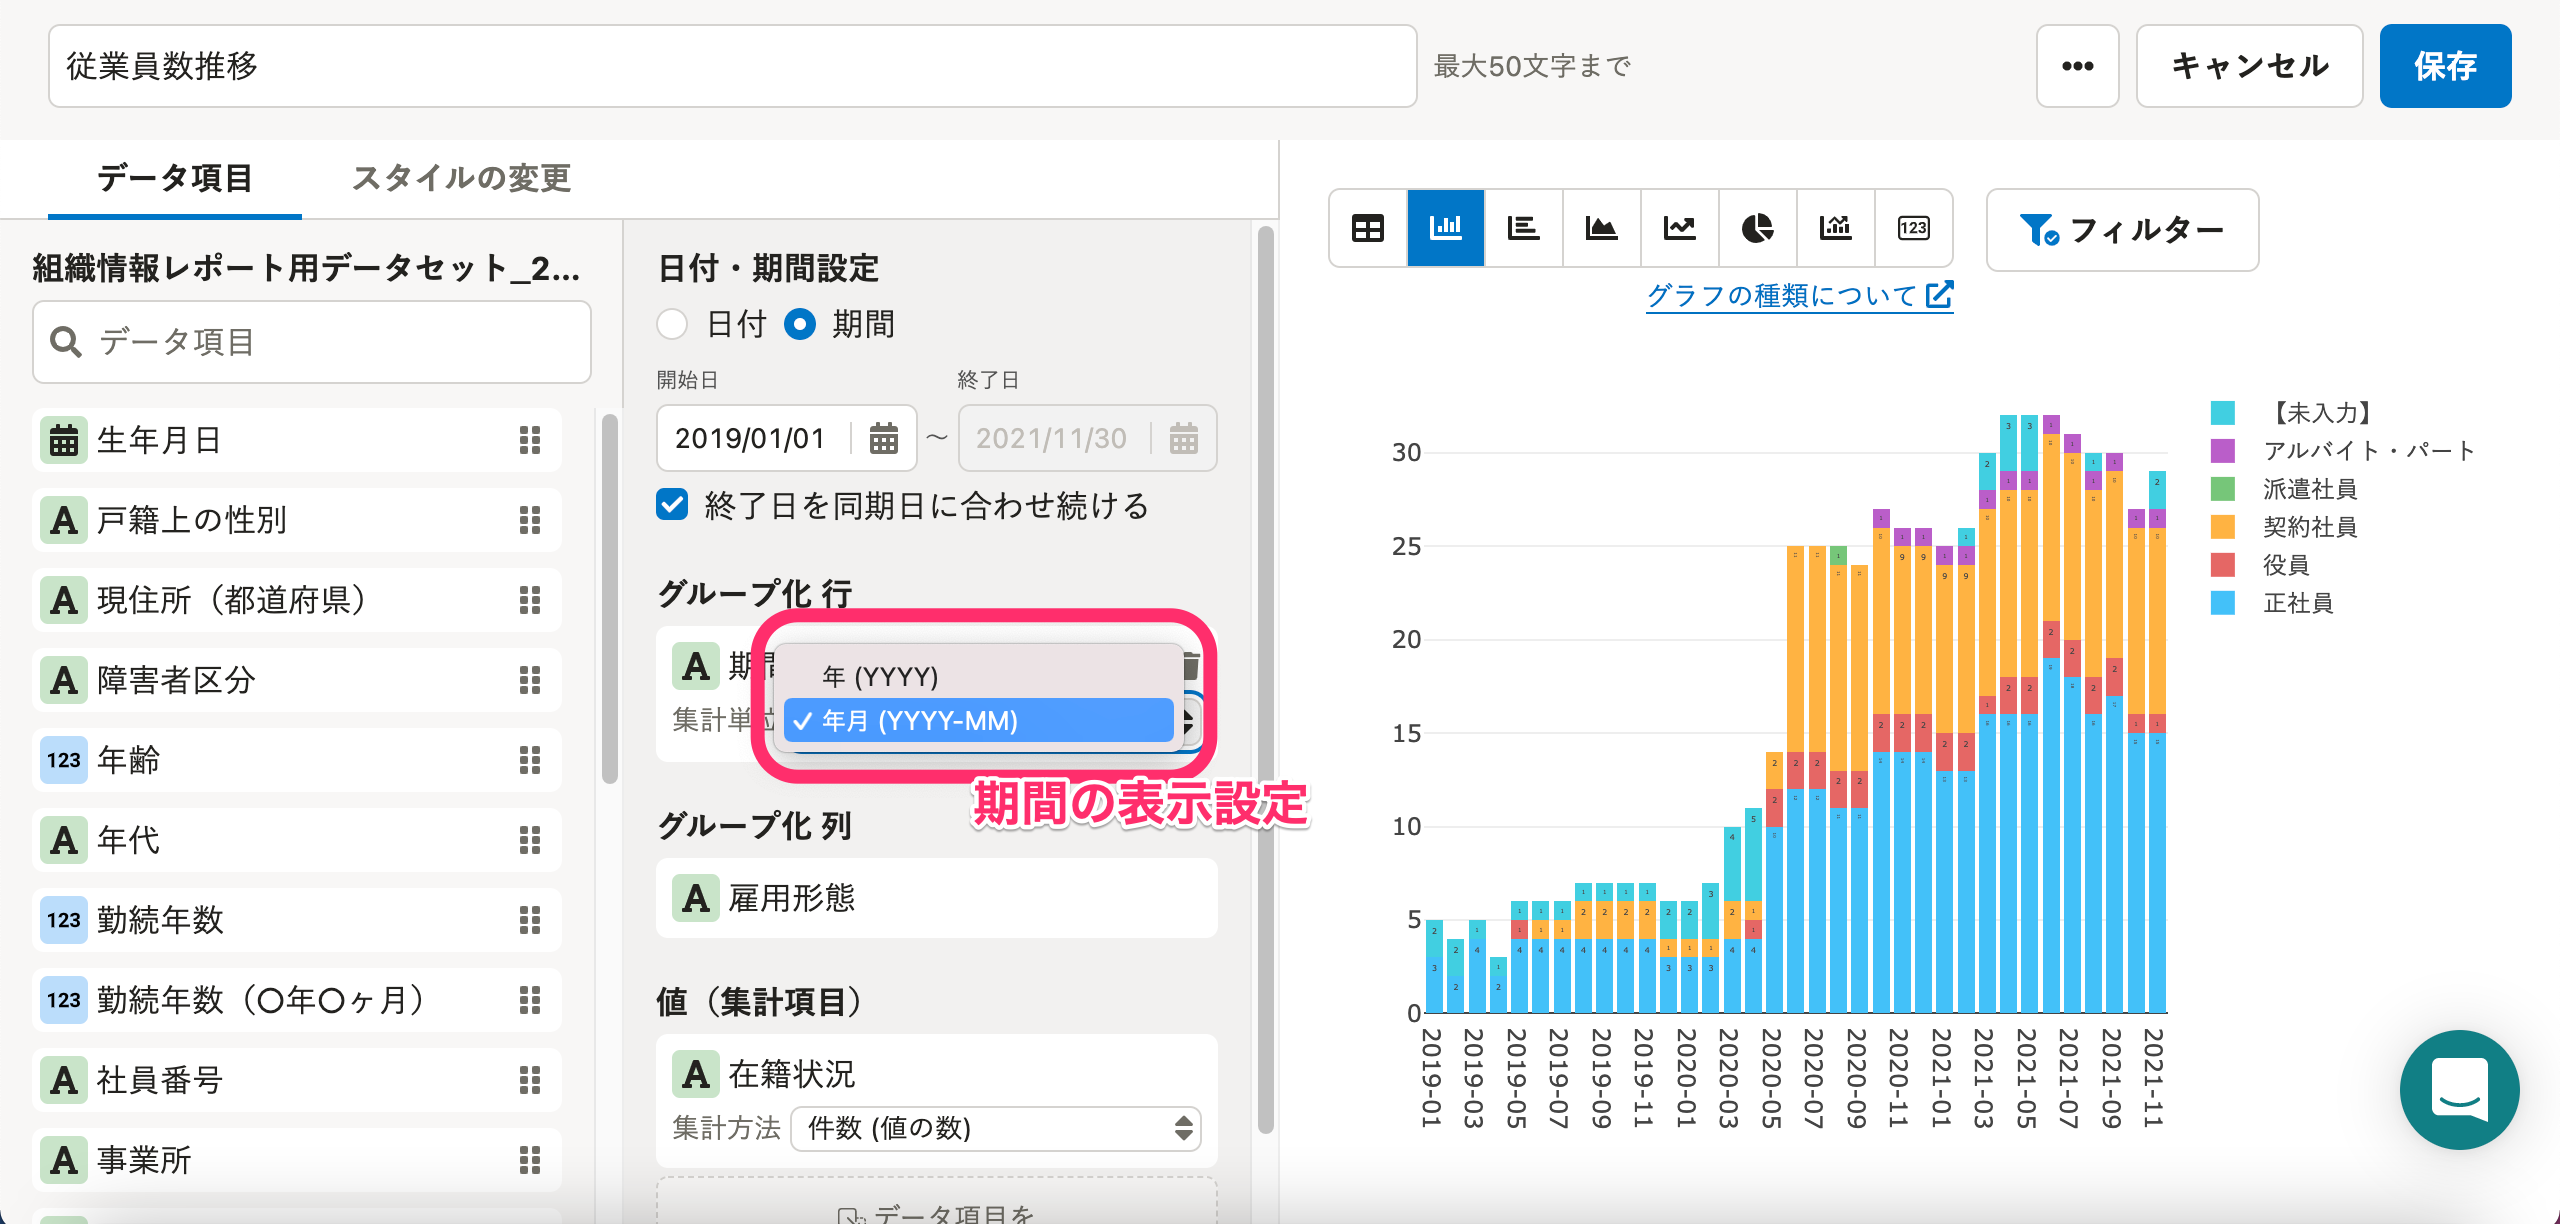 従業員数推移
最大50文字まで
キャンセル
保存
データ項目
スタイルの変更
組織情報レポート用データセット_2...
データ項目
生年月日
A 戸籍上の性別
A 現住所（都道府県）
A 障害者区分
123 年齢
A 年代
123 勤続年数
123 勤続年数（〇年〇ヶ月）
A 社員番号
A 事業所
日付・期間設定
日付
期間
開始日
終了日
2019/01/01
~
2021/11/30
終了日を同期日に合わせ続ける
グループ化 行
A 期間
集計単位
年 (YYYY)
年月 (YYYY-MM)
期間の表示設定
グループ化 列
A 雇用形態
値（集計項目）
A 在籍状況
集計方法
件数 (値の数)
データ項目を
123
フィルター
グラフの種類について
30
25
20
15
10
5
0
2019-01
2019-03
2019-05
2019-07
2019-09
2019-11
2020-01
2020-03
2020-05
2020-07
2020-09
2020-11
2021-01
2021-03
2021-05
2021-07
2021-09
2021-11
【未入力】
アルバイト・パート
派遣社員
契約社員
役員
正社員